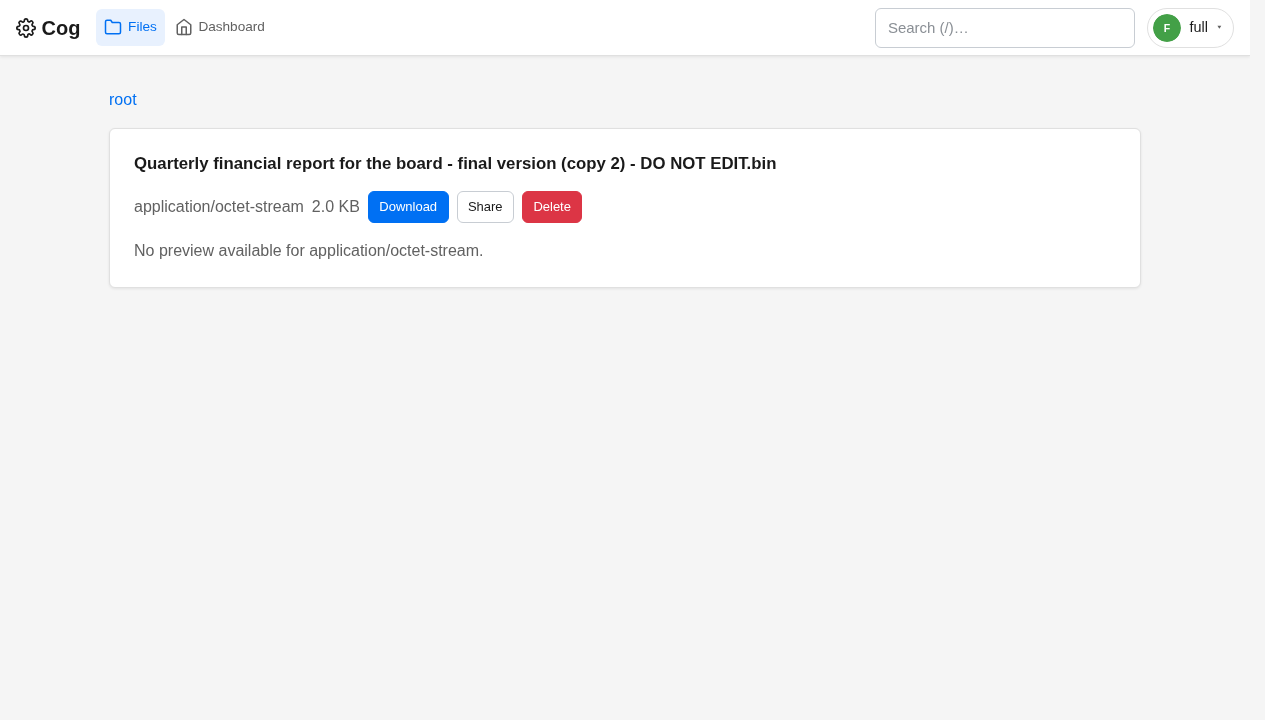 Cog Files Dashboard Search (/)… F full
root
Quarterly financial report for the board - final version (copy 2) - DO NOT EDIT.bin
application/octet-stream 2.0 KB Download Share Delete
No preview available for application/octet-stream.